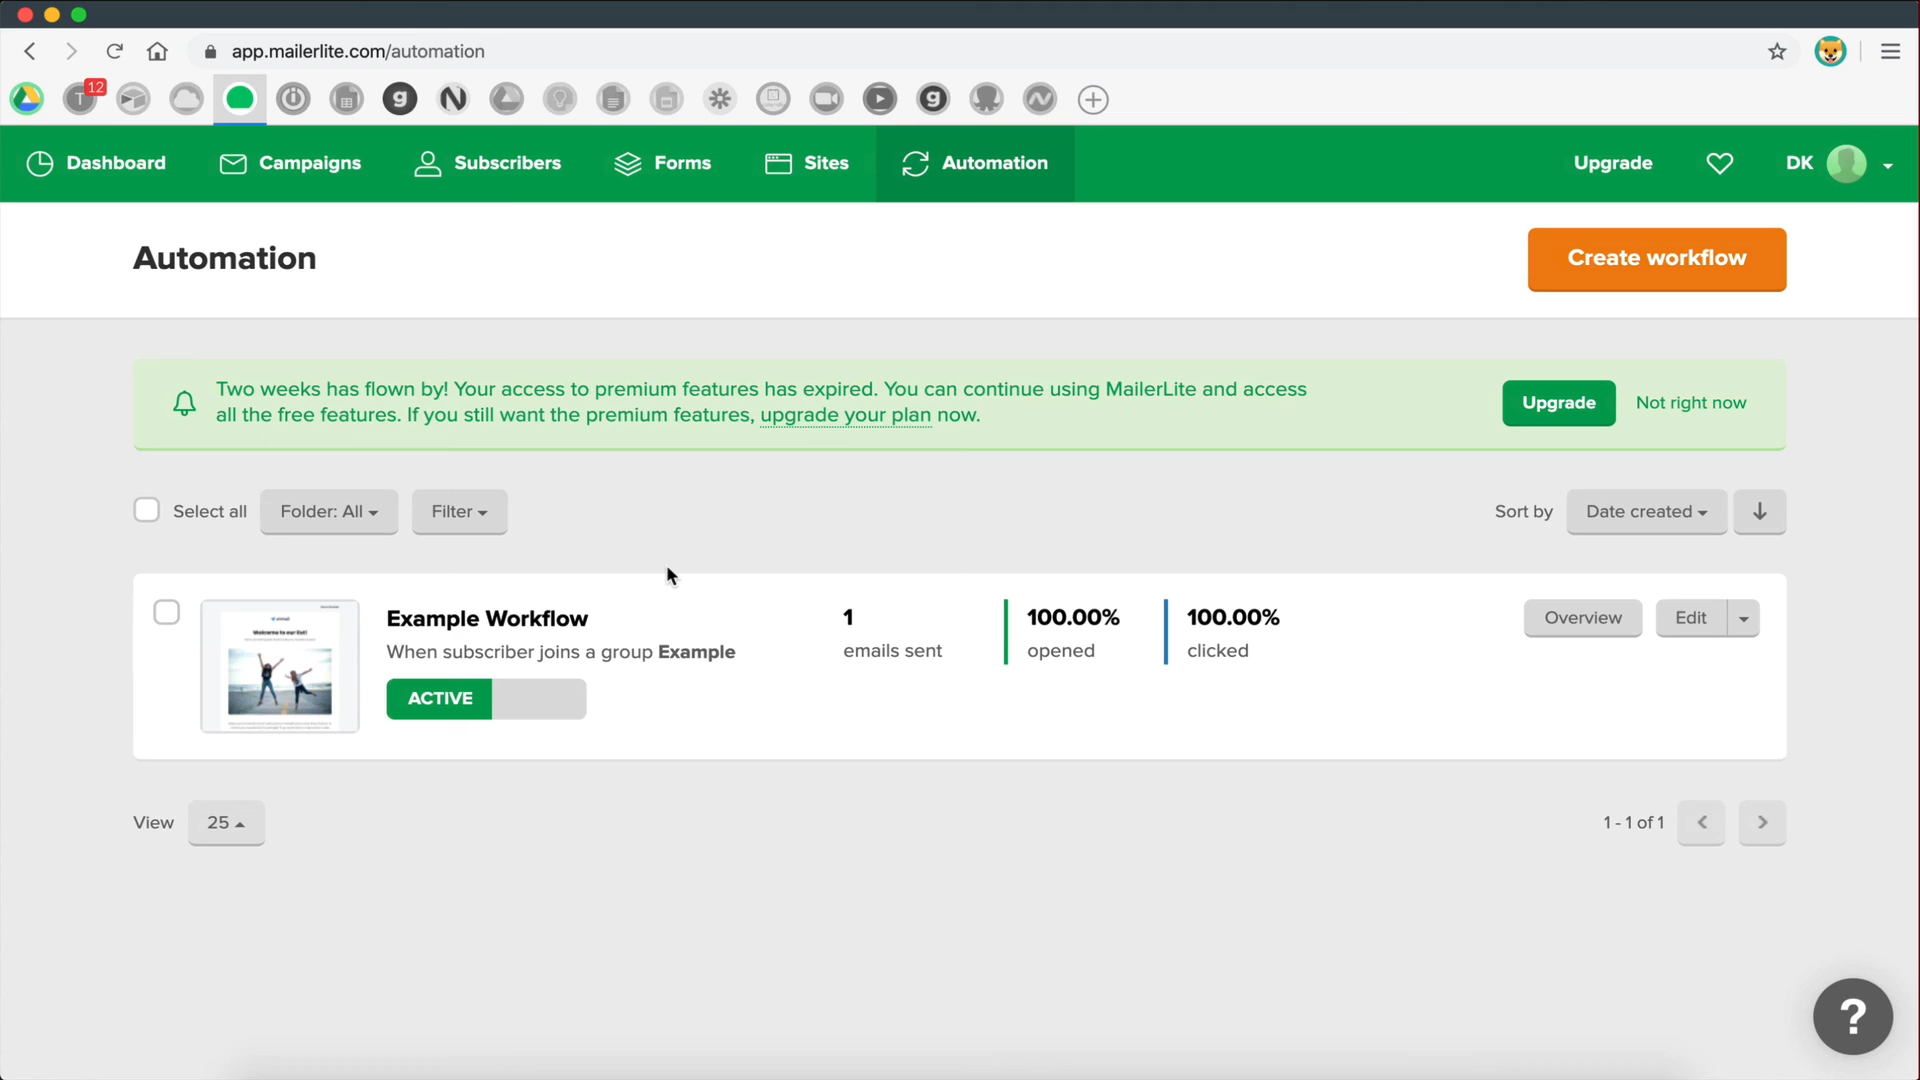 app.mailerlite.com/automation
12
T
g
g
Dashboard
Campaigns
Subscribers
Forms
Sites
Automation
Upgrade
DK
Automation
Create workflow
Two weeks has flown by! Your access to premium features has expired. You can continue using MailerLite and access
all the free features. If you still want the premium features, upgrade your plan now.
Upgrade
Not right now
Select all
Folder: All
Filter
Sort by
Date created
Welcome to our list!
Example Workflow
When subscriber joins a group Example
ACTIVE
1
emails sent
100.00%
opened
100.00%
clicked
Overview
Edit
View
25
1 - 1 of 1
?